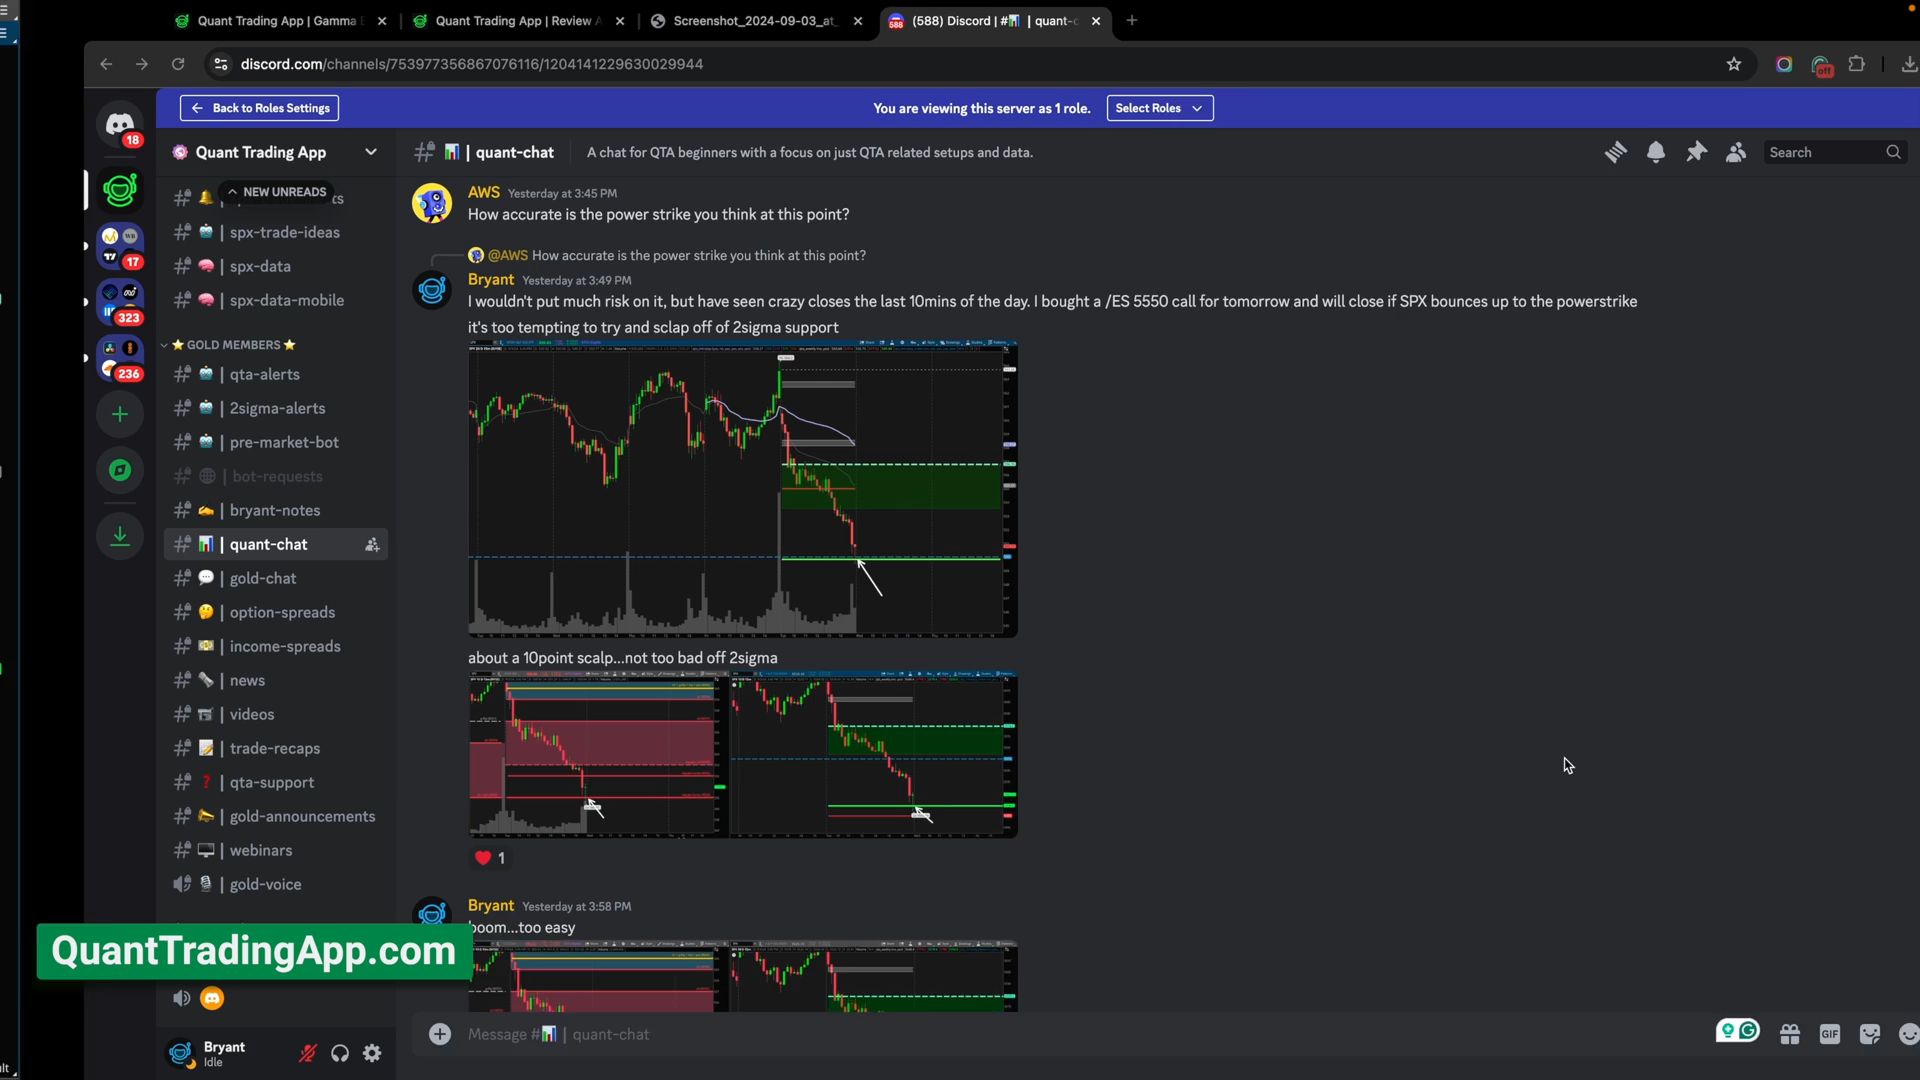 Quant Trading App | Gamma E
Quant Trading App | Review A
Screenshot_2024-09-03_at_
(588) Discord | # | quant-c
588
discord.com/channels/753977356867076116/1204141229630029944
off
Back to Roles Settings
You are viewing this server as 1 role.
Select Roles
18
Quant Trading App
| quant-chat
A chat for QTA beginners with a focus on just QTA related setups and data.
Search
NEW UNREADS
| spx-trade-ideas
| spx-data
| spx-data-mobile
17
323
236
GOLD MEMBERS
| qta-alerts
| 2sigma-alerts
| pre-market-bot
| bot-requests
| bryant-notes
| quant-chat
| gold-chat
| option-spreads
| income-spreads
| news
| videos
| trade-recaps
| qta-support
| gold-announcements
| webinars
| gold-voice
AWS Yesterday at 3:45 PM
How accurate is the power strike you think at this point?
@AWS How accurate is the power strike you think at this point?
Bryant Yesterday at 3:49 PM
I wouldn't put much risk on it, but have seen crazy closes the last 10mins of the day. I bought a /ES 5550 call for tomorrow and will close if SPX bounces up to the powerstrike
it's too tempting to try and sclap off of 2sigma support
about a 10point scalp...not too bad off 2sigma
1
Bryant Yesterday at 3:58 PM
boom...too easy
QuantTradingApp.com
Message # | quant-chat
GIF
Bryant
Idle